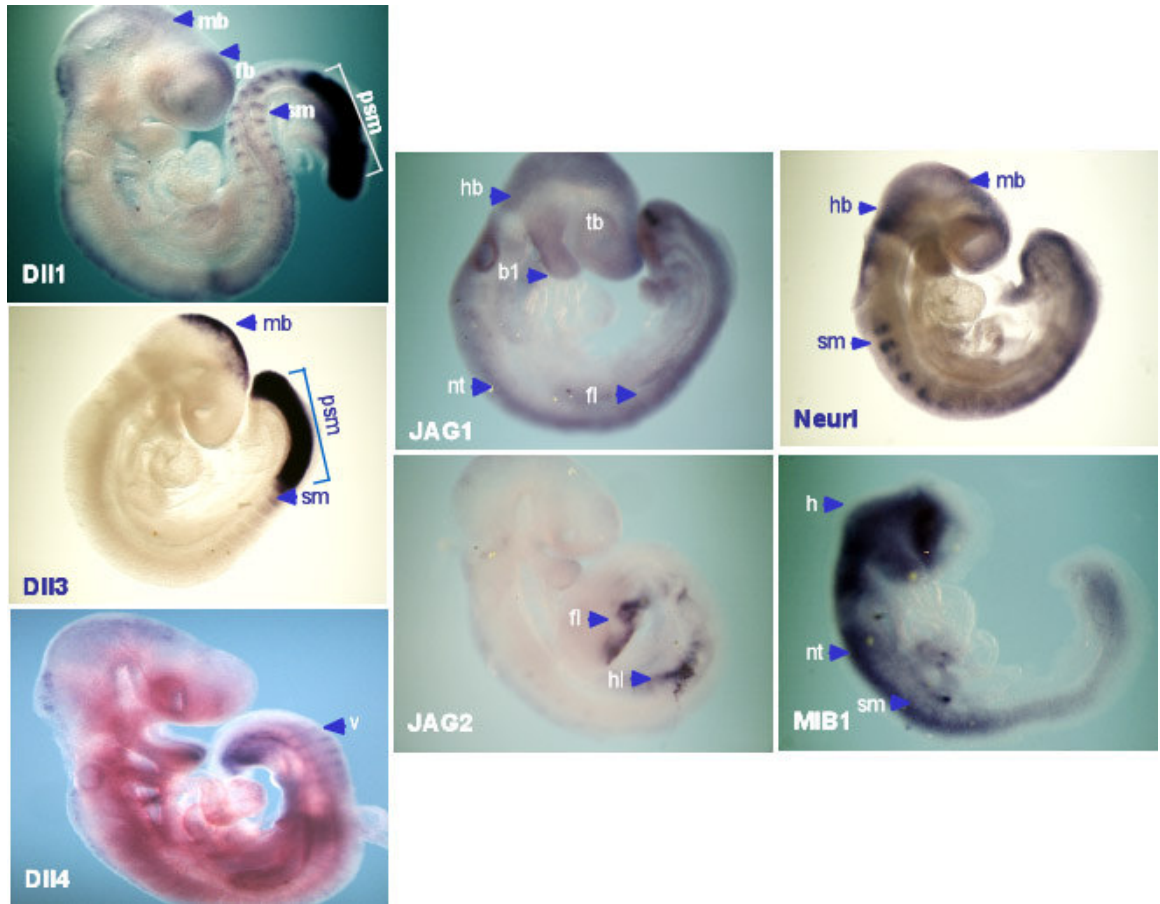 mb
fb
sm
psm
Dll1
mb
psm
sm
Dll3
v
Dll4
hb
tb
b1
nt
fl
JAG1
fl
hl
JAG2
mb
hb
sm
Neurl
h
nt
sm
MIB1